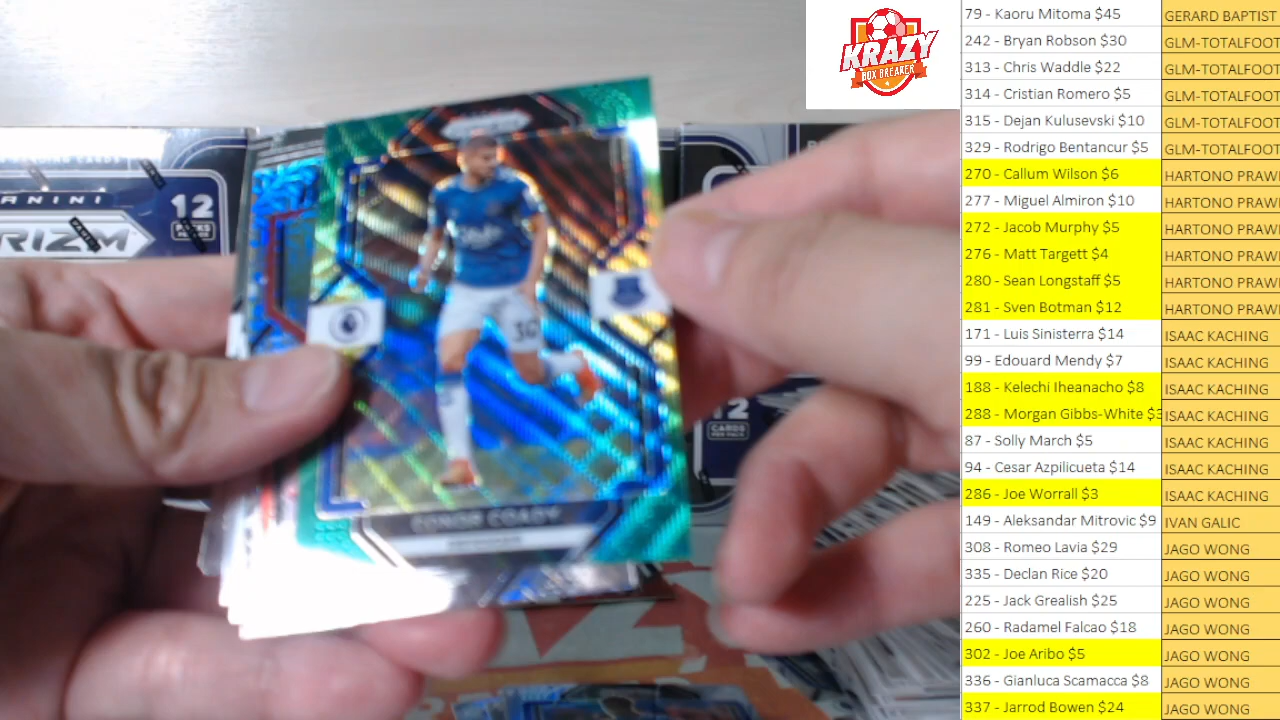 KRAZY
BOX BREAKER
PANINI
12
PRIZM
CONOR COADY
DEFENDER
12
CARDS
PER PACK
79 - Kaoru Mitoma $45 GERARD BAPTIST
242 - Bryan Robson $30 GLM-TOTALFOOT
313 - Chris Waddle $22 GLM-TOTALFOOT
314 - Cristian Romero $5 GLM-TOTALFOOT
315 - Dejan Kulusevski $10 GLM-TOTALFOOT
329 - Rodrigo Bentancur $5 GLM-TOTALFOOT
270 - Callum Wilson $6 HARTONO PRAWI
277 - Miguel Almiron $10 HARTONO PRAWI
272 - Jacob Murphy $5 HARTONO PRAWI
276 - Matt Targett $4 HARTONO PRAWI
280 - Sean Longstaff $5 HARTONO PRAWI
281 - Sven Botman $12 HARTONO PRAWI
171 - Luis Sinisterra $14 ISAAC KACHING
99 - Edouard Mendy $7 ISAAC KACHING
188 - Kelechi Iheanacho $8 ISAAC KACHING
288 - Morgan Gibbs-White $3 ISAAC KACHING
87 - Solly March $5 ISAAC KACHING
94 - Cesar Azpilicueta $14 ISAAC KACHING
286 - Joe Worrall $3 ISAAC KACHING
149 - Aleksandar Mitrovic $9 IVAN GALIC
308 - Romeo Lavia $29 JAGO WONG
335 - Declan Rice $20 JAGO WONG
225 - Jack Grealish $25 JAGO WONG
260 - Radamel Falcao $18 JAGO WONG
302 - Joe Aribo $5 JAGO WONG
336 - Gianluca Scamacca $8 JAGO WONG
337 - Jarrod Bowen $24 JAGO WONG